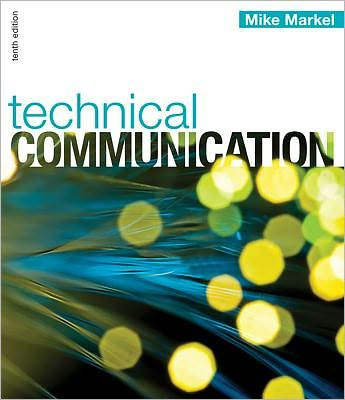 tenth edition
Mike Markel
technical
COMMUNICATION